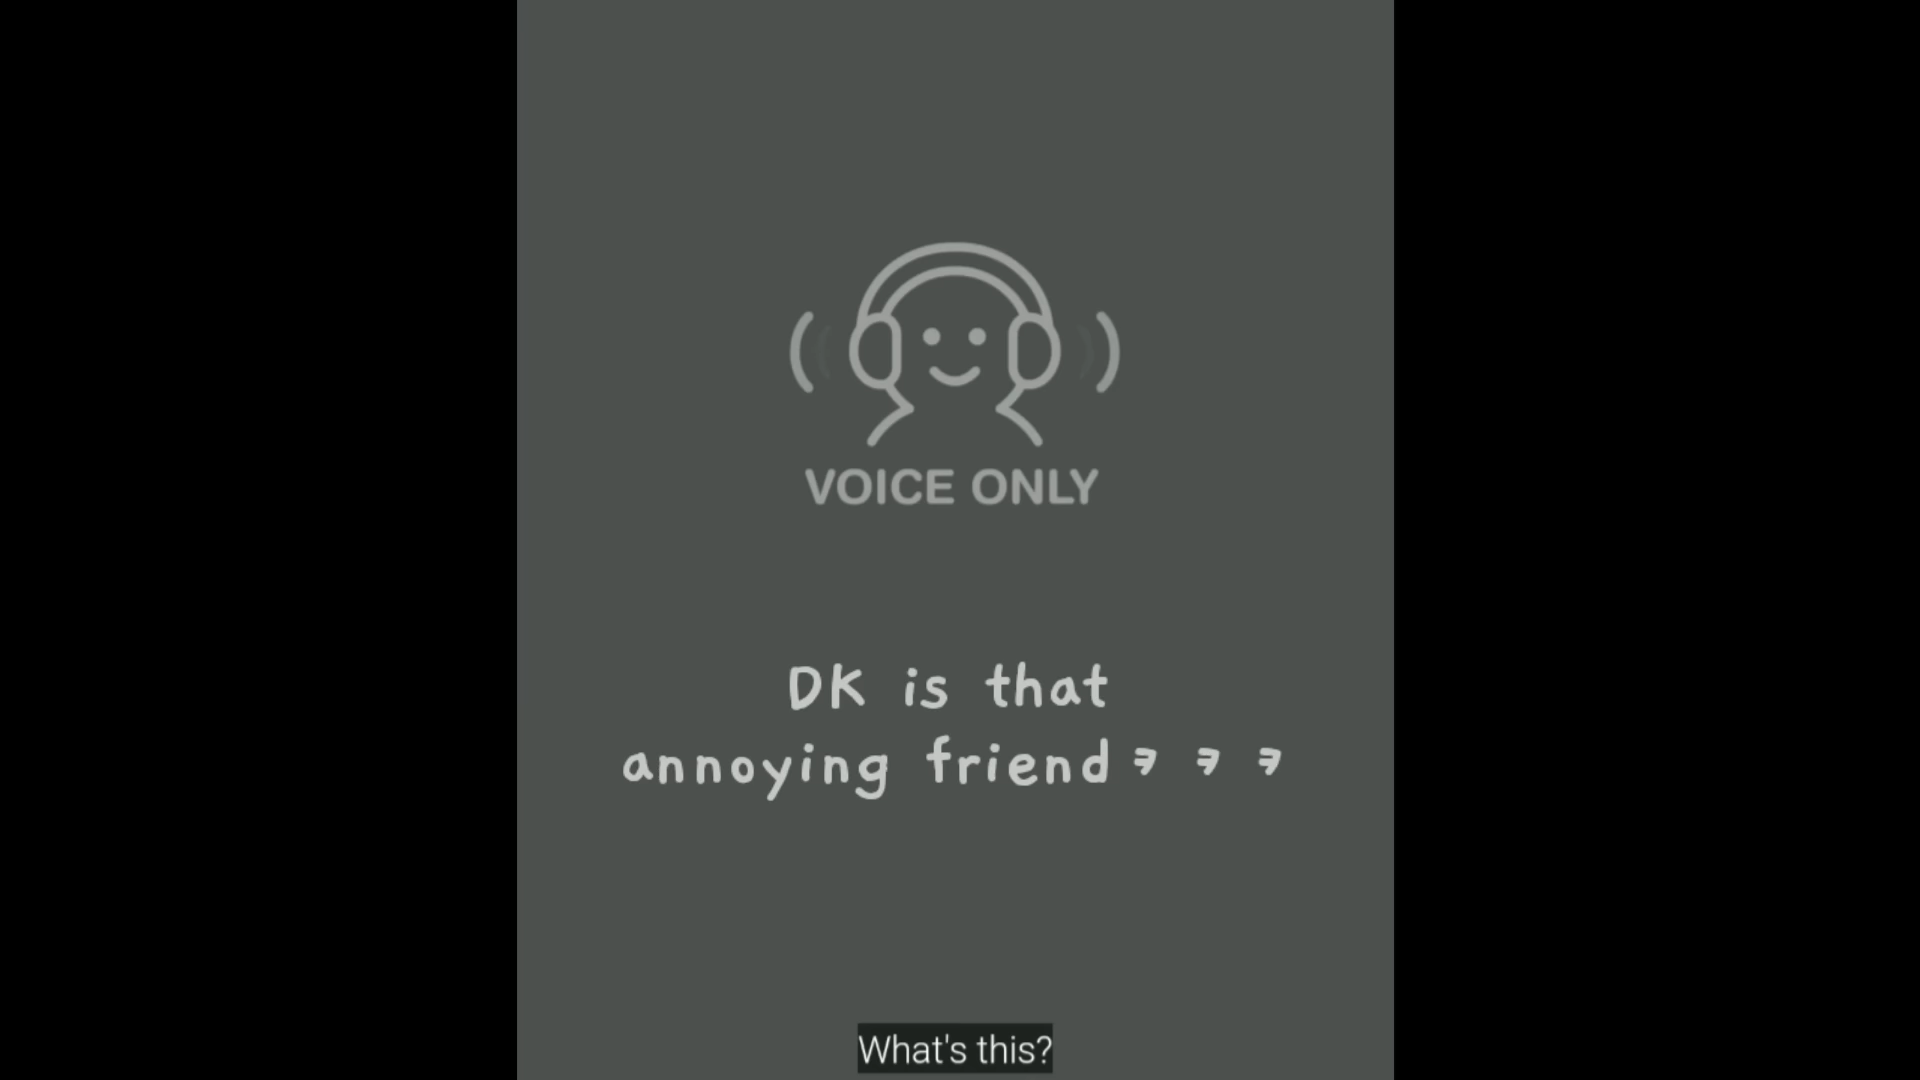 VOICE ONLY
DK is that
annoying friendㅋㅋㅋ
What's this?